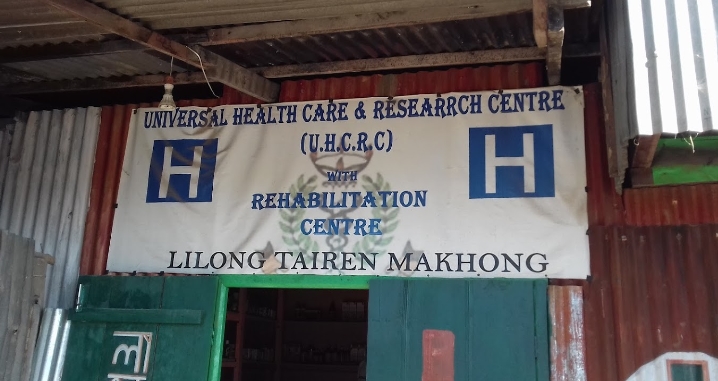 UNIVERSAL HEALTH CARE & RESEARRCH CENTRE
(U.H.C.R.C)
H H
WITH
REHABILITATION
CENTRE
LILONG TAIREN MAKHONG